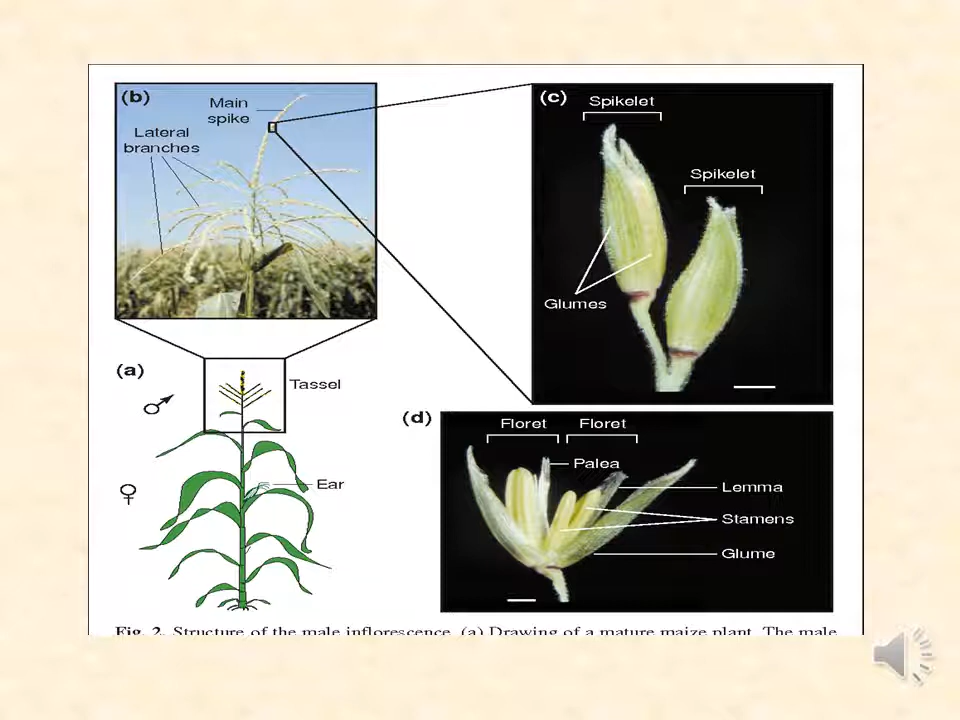 (b)
Main
spike
Lateral
branches
(c)
Spikelet
Spikelet
Glumes
(a)
Tassel
Ear
(d)
Floret Floret
Palea
Lemma
Stamens
Glume
Fig. 2. Structure of the male inflorescence. (a) Drawing of a mature maize plant. The male